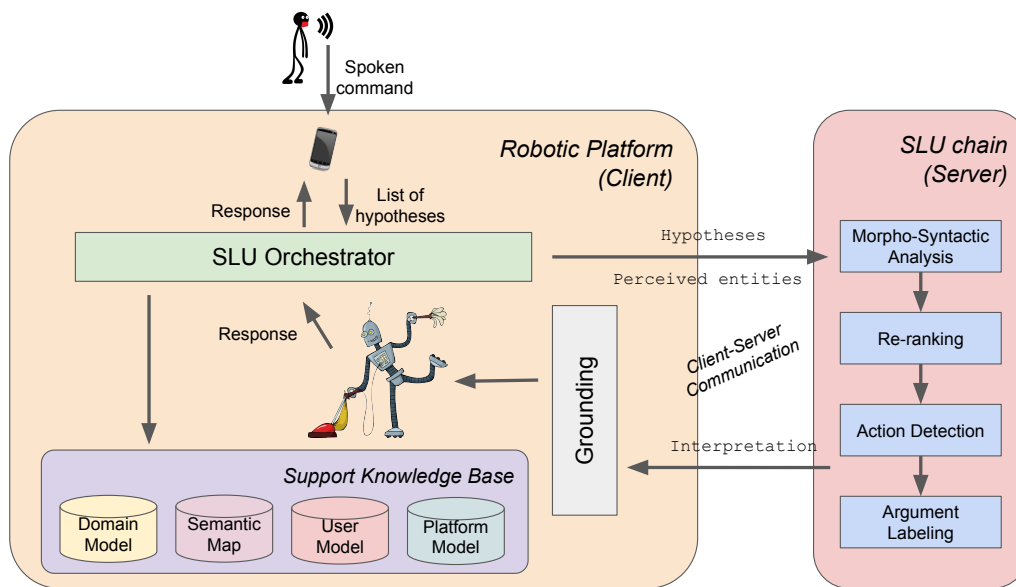 Spoken
command
Robotic Platform
(Client)
SLU chain
(Server)
Response
List of
hypotheses
SLU Orchestrator
Hypotheses
Perceived entities
Morpho-Syntactic
Analysis
Response
Re-ranking
Client-Server
Communication
Grounding
Action Detection
Interpretation
Support Knowledge Base
Argument
Labeling
Domain
Model
Semantic
Map
User
Model
Platform
Model